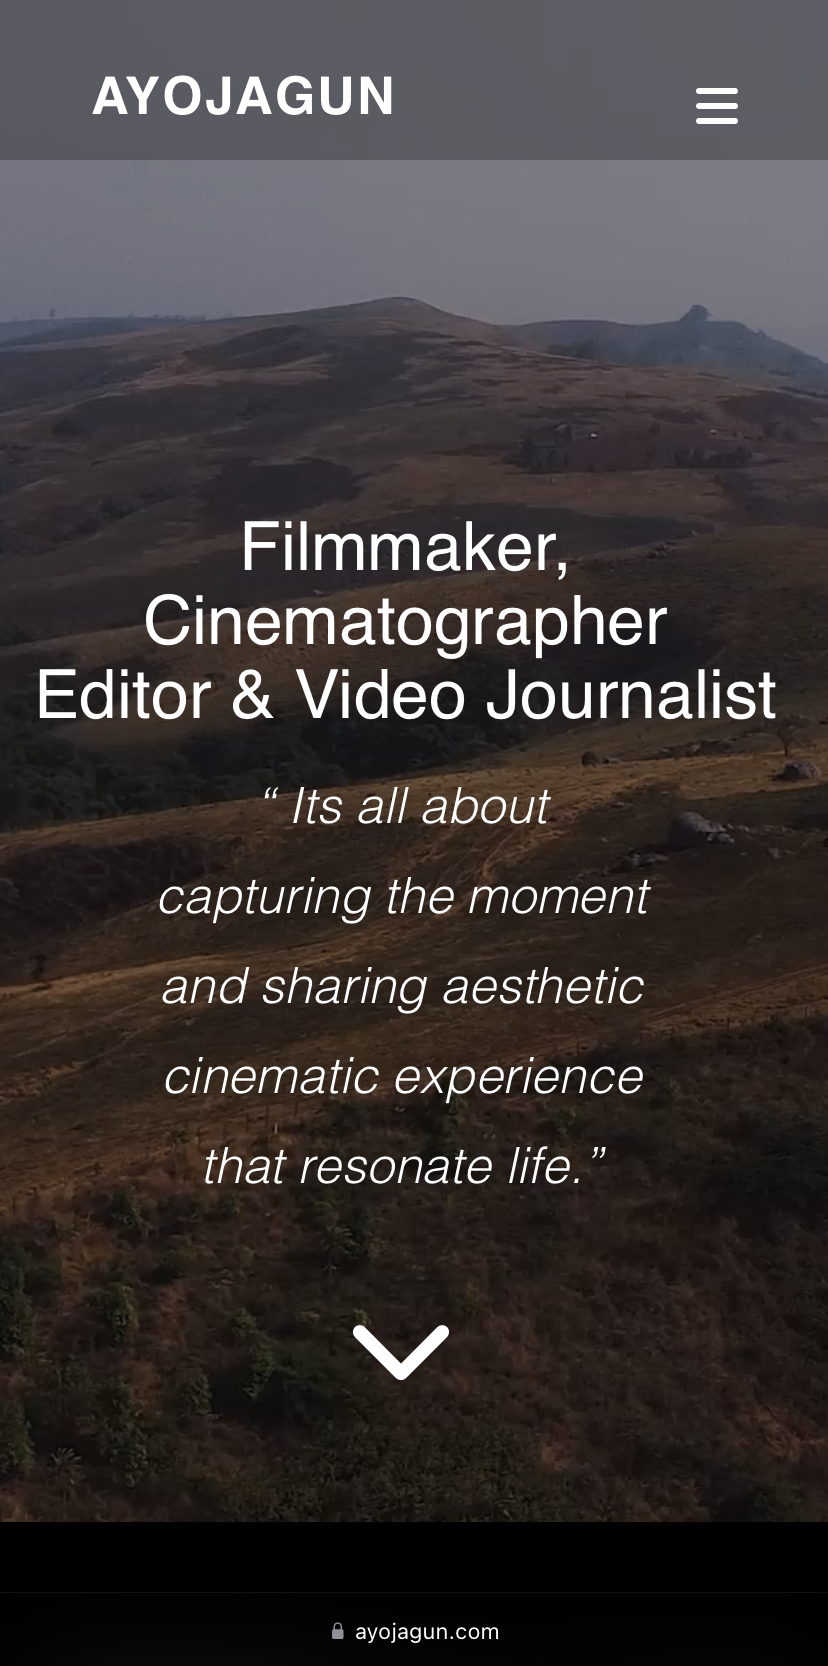 AYOJAGUN
Filmmaker,
Cinematographer
Editor & Video Journalist
“ Its all about
capturing the moment
and sharing aesthetic
cinematic experience
that resonate life.”
ayojagun.com